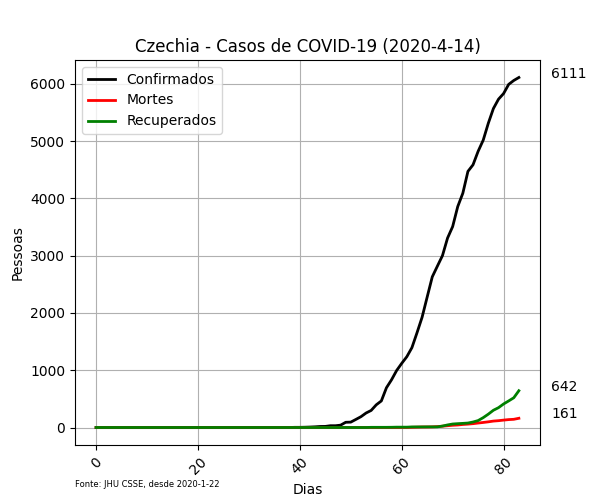 Czechia - Casos de COVID-19 (2020-4-14)
Confirmados
Mortes
Recuperados
6111
642
161
Pessoas
6000
5000
4000
3000
2000
1000
0
0
20
40
60
80
Dias
Fonte: JHU CSSE, desde 2020-1-22